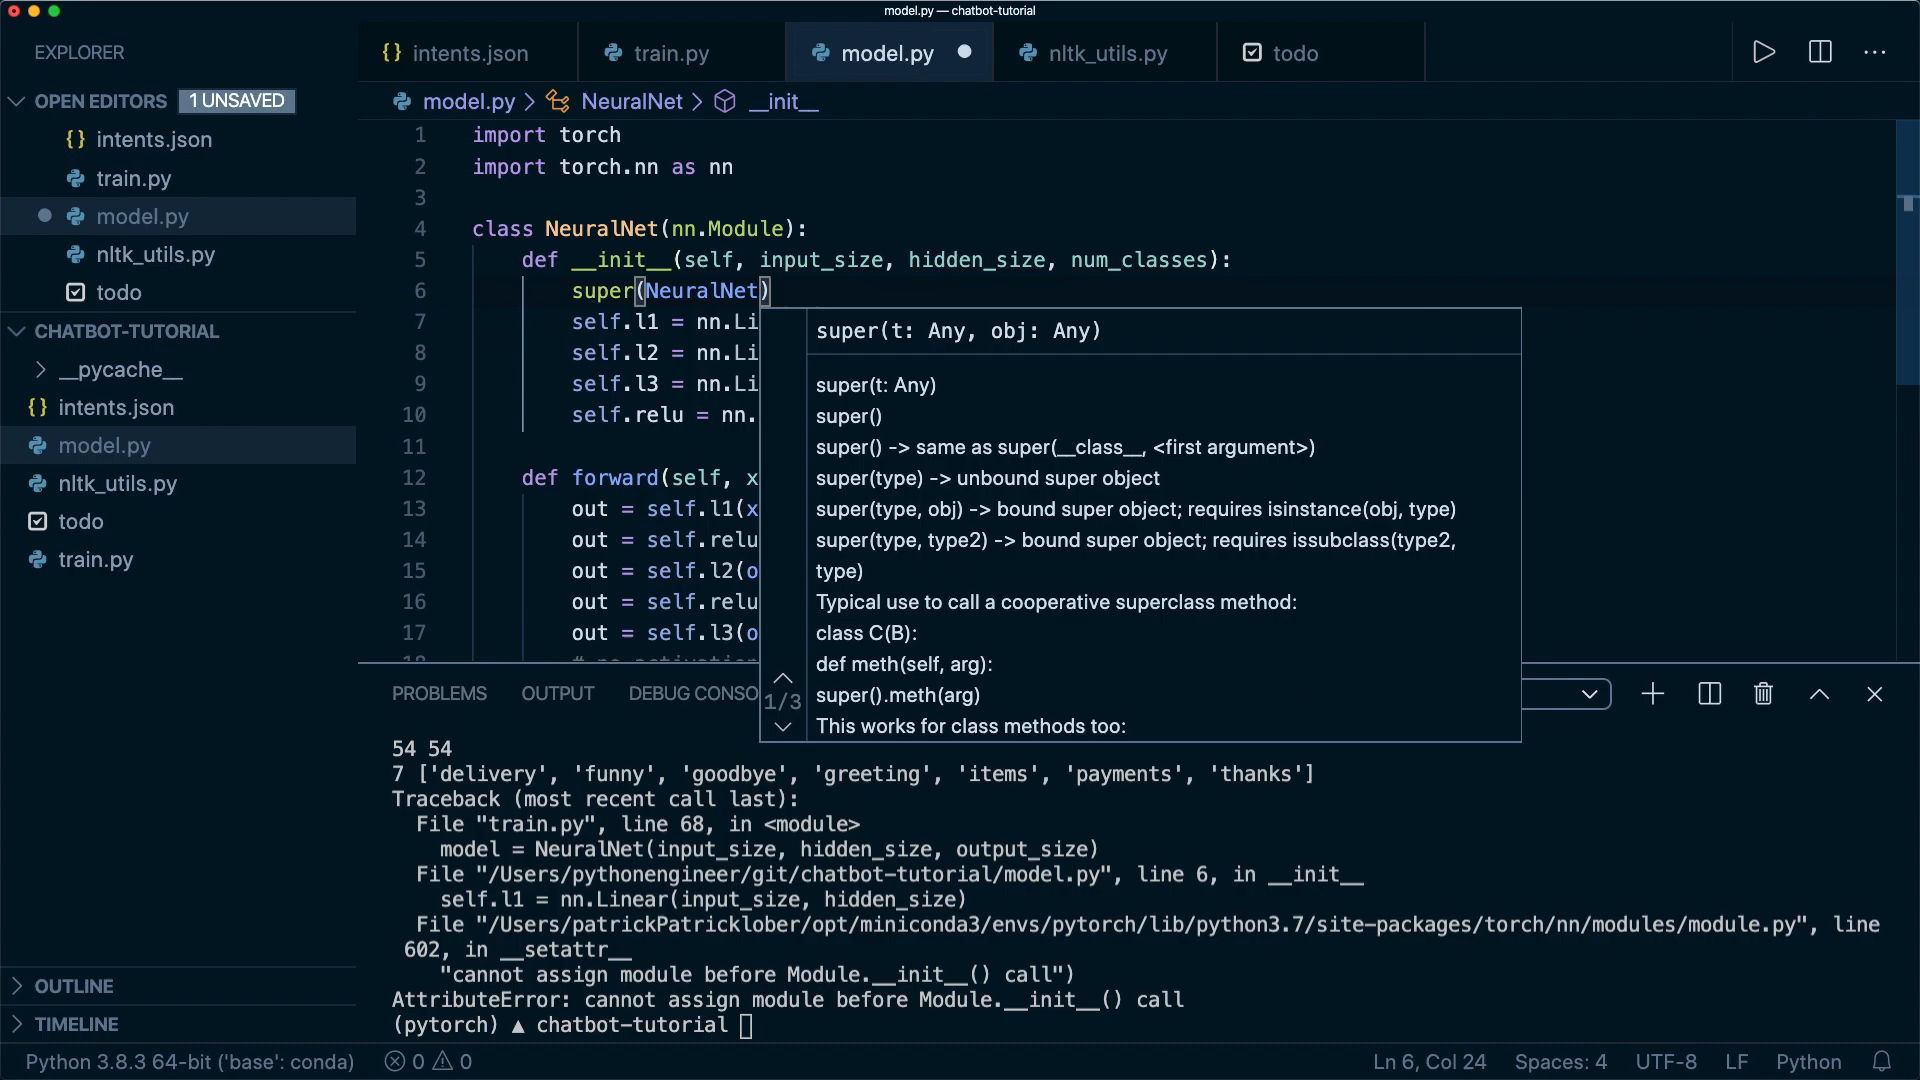 model.py — chatbot-tutorial
EXPLORER
intents.json
train.py
model.py
nltk_utils.py
todo
OPEN EDITORS
1 UNSAVED
intents.json
train.py
model.py
nltk_utils.py
todo
CHATBOT-TUTORIAL
__pycache__
intents.json
model.py
nltk_utils.py
todo
train.py
OUTLINE
TIMELINE
model.py > NeuralNet > __init__
1 import torch
2 import torch.nn as nn
3
4 class NeuralNet(nn.Module):
5 def __init__(self, input_size, hidden_size, num_classes):
6 super(NeuralNet)
7 self.l1 = nn.Li
8 self.l2 = nn.Li
9 self.l3 = nn.Li
10 self.relu = nn.
11
12 def forward(self, x
13 out = self.l1(x
14 out = self.relu
15 out = self.l2(o
16 out = self.relu
17 out = self.l3(o
super(t: Any, obj: Any)
super(t: Any)
super()
super() -> same as super(__class__, <first argument>)
super(type) -> unbound super object
super(type, obj) -> bound super object; requires isinstance(obj, type)
super(type, type2) -> bound super object; requires issubclass(type2,
type)
Typical use to call a cooperative superclass method:
class C(B):
def meth(self, arg):
super().meth(arg)
This works for class methods too:
1/3
PROBLEMS
OUTPUT
DEBUG CONSO
54 54
7 ['delivery', 'funny', 'goodbye', 'greeting', 'items', 'payments', 'thanks']
Traceback (most recent call last):
File "train.py", line 68, in <module>
model = NeuralNet(input_size, hidden_size, output_size)
File "/Users/pythonengineer/git/chatbot-tutorial/model.py", line 6, in __init__
self.l1 = nn.Linear(input_size, hidden_size)
File "/Users/patrickPatricklober/opt/miniconda3/envs/pytorch/lib/python3.7/site-packages/torch/nn/modules/module.py", line
602, in __setattr__
"cannot assign module before Module.__init__() call")
AttributeError: cannot assign module before Module.__init__() call
(pytorch) ▲ chatbot-tutorial
Python 3.8.3 64-bit ('base': conda)
0
0
Ln 6, Col 24
Spaces: 4
UTF-8
LF
Python